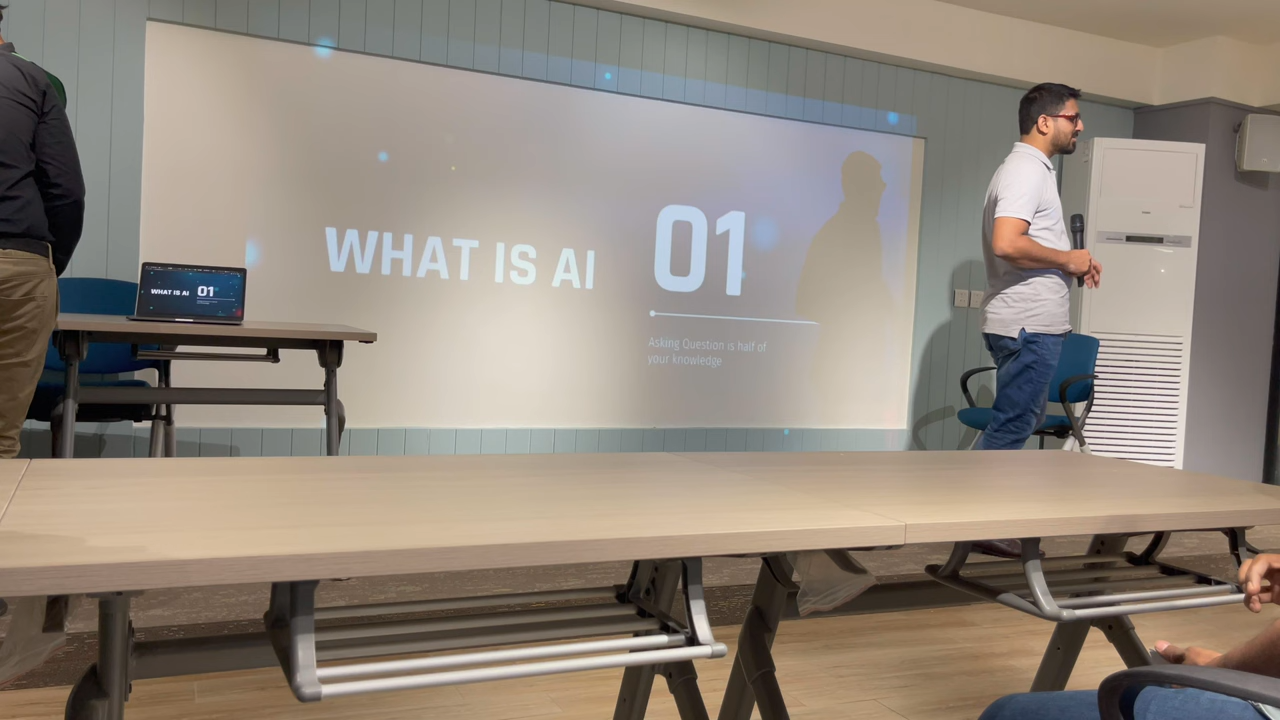 WHAT IS AI
01
Asking Question is half of
your knowledge
WHAT IS AI
01